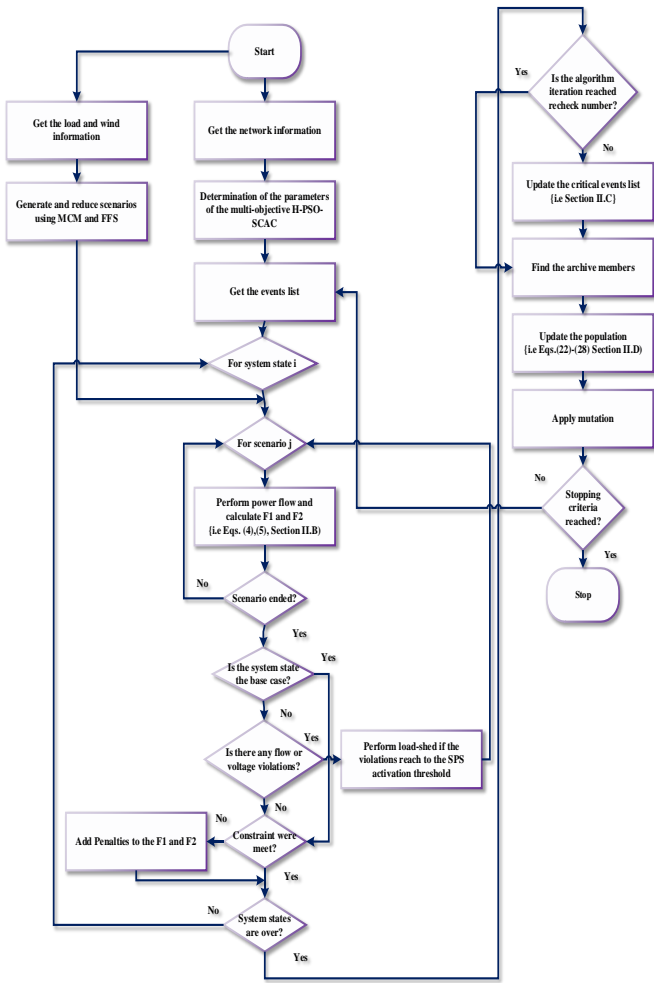 Start
Get the load and wind
information
Generate and reduce scenarios
using MCM and FFS
Get the network information
Determination of the parameters
of the multi-objective H-PSO-
SCAC
Get the events list
For system state i
For scenario j
Perform power flow and
calculate F1 and F2
{i.e Eqs. (4),(5), Section II.B)
No
Scenario ended?
Yes
Is the system state
the base case?
Yes
No
Is there any flow or
voltage violations?
Yes
Perform load-shed if the
violations reach to the SPS
activation threshold
No
Constraint were
meet?
No
Add Penalties to the F1 and F2
Yes
System states
are over?
No
Yes
Is the algorithm
iteration reached
recheck number?
Yes
No
Update the critical events list
{i.e Section II.C}
Find the archive members
Update the population
{i.e Eqs.(22)-(28) Section II.D)
Apply mutation
No
Stopping
criteria
reached?
Yes
Stop